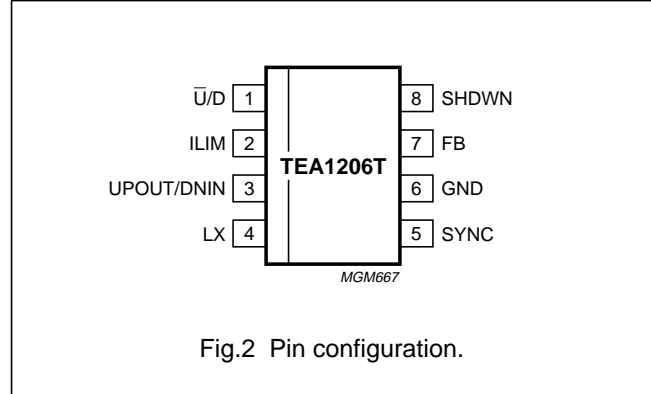 U̅/D 1 8 SHDWN
ILIM 2 7 FB
TEA1206T
UPOUT/DNIN 3 6 GND
LX 4 5 SYNC
MGM667
Fig.2 Pin configuration.